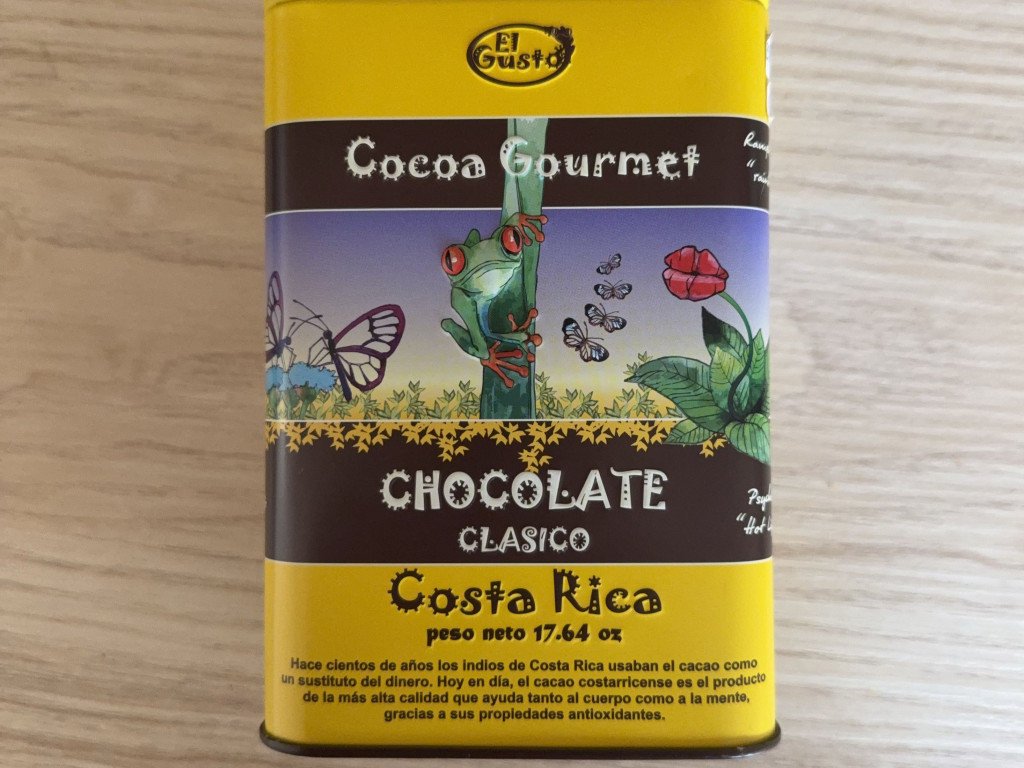 El
Gusto
Cocoa Gourmet
CHOCOLATE
CLASICO
"Hot
Costa Rica
peso neto 17.64 oz
Hace cientos de años los indios de Costa Rica usaban el cacao como
un sustituto del dinero. Hoy en día, el cacao costarricense es el producto
de la más alta calidad que ayuda tanto al cuerpo como a la mente,
gracias a sus propiedades antioxidantes.